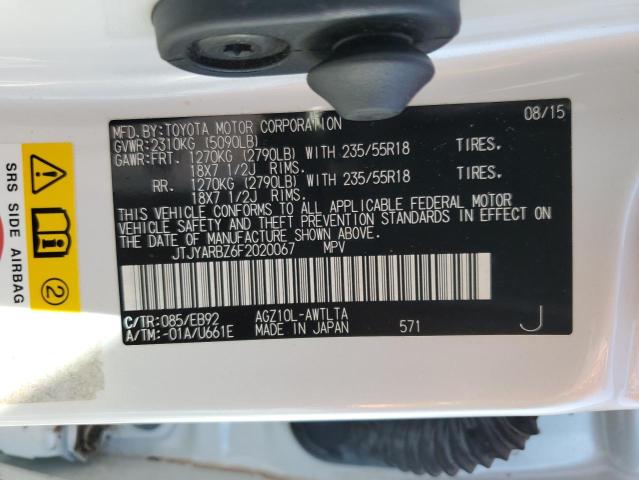 08/15
MFD. BY:TOYOTA MOTOR CORPORATION
GVWR:2310KG (5090LB)
GAWR:FRT. 1270KG (2790LB) WITH 235/55R18 TIRES.
18X7 1/2J RIMS.
RR. 1270KG (2790LB) WITH 235/55R18 TIRES.
18X7 1/2J RIMS.
THIS VEHICLE CONFORMS TO ALL APPLICABLE FEDERAL MOTOR
VEHICLE SAFETY AND THEFT PREVENTION STANDARDS IN EFFECT ON
THE DATE OF MANUFACTURE SHOWN ABOVE.
JTJYARBZ6F2020067 MPV
C/TR:085/EB92 AGZ10L-AWTLTA
A/TM:-01A/U661E MADE IN JAPAN 571 J
SRS SIDE AIRBAG
2